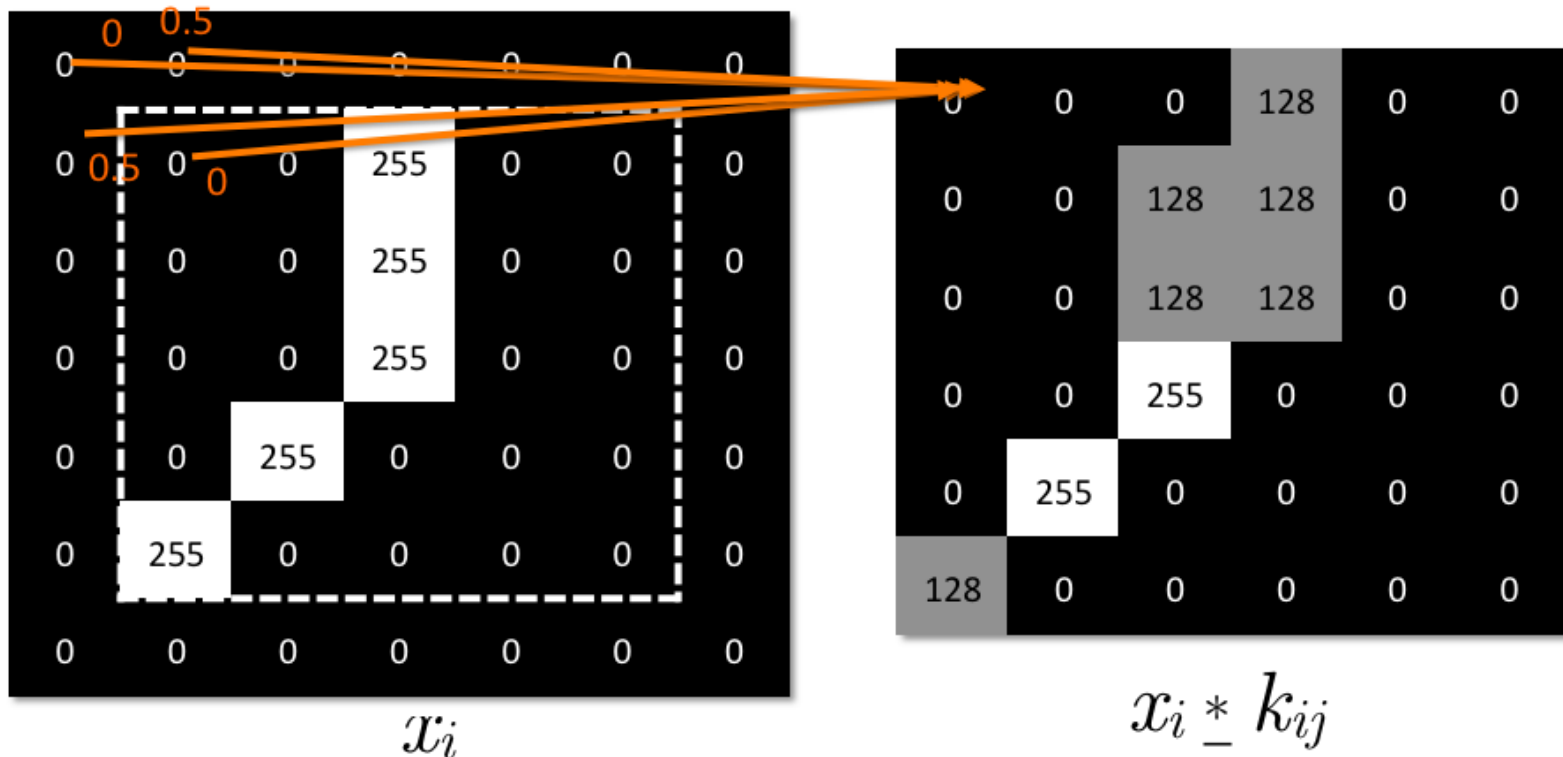 0 0.5
0 0 0 0 0 0 0
0 0.5 0 0 0 255 0 0 0
0 0 0 255 0 0 0
0 0 0 255 0 0 0
0 0 255 0 0 0 0
0 255 0 0 0 0 0
0 0 0 0 0 0 0
x_i
0 0 0 128 0 0
0 0 128 128 0 0
0 0 128 128 0 0
0 0 255 0 0 0
0 255 0 0 0 0
128 0 0 0 0 0
x_i * k_ij